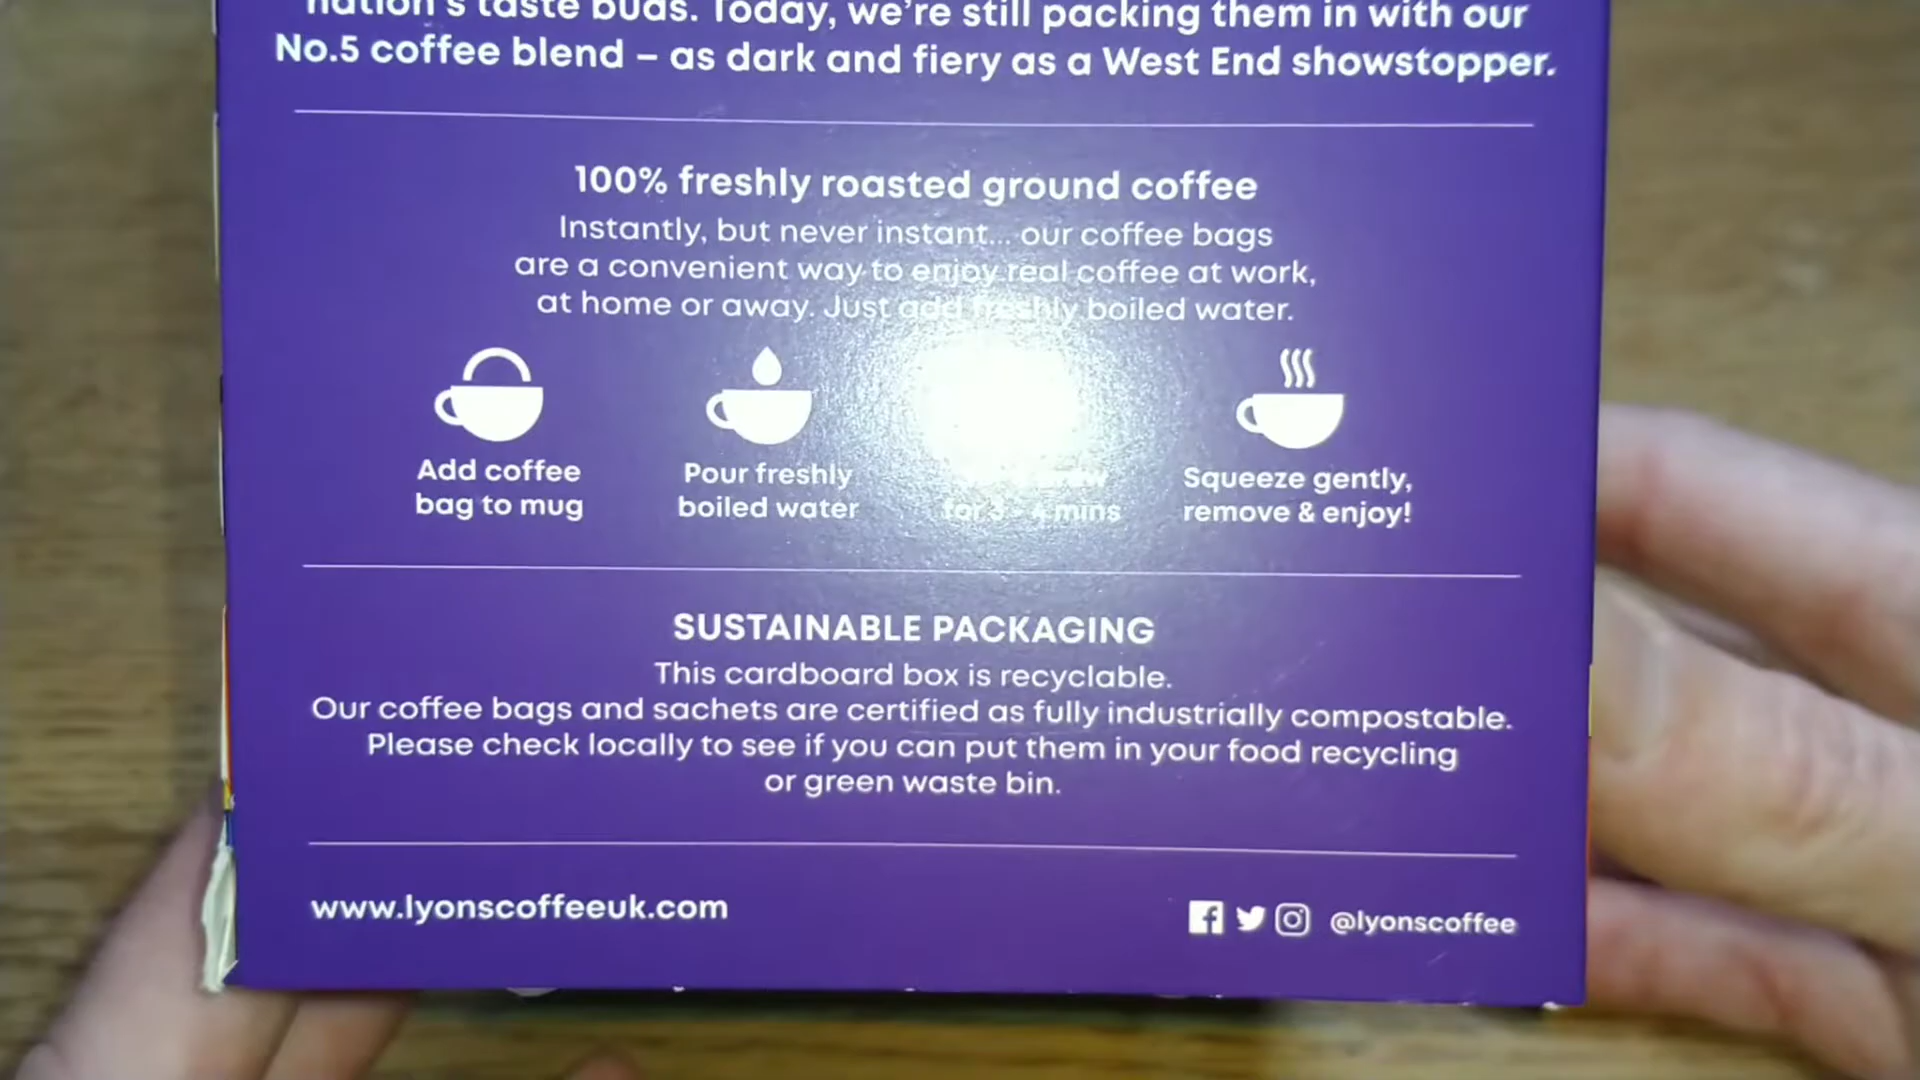 nation's taste buds. Today, we're still packing them in with our
No.5 coffee blend – as dark and fiery as a West End showstopper.
100% freshly roasted ground coffee
Instantly, but never instant... our coffee bags
are a convenient way to enjoy real coffee at work,
at home or away. Just add freshly boiled water.
Add coffee
bag to mug
Pour freshly
boiled water
for 3 - 4 mins
Squeeze gently,
remove & enjoy!
SUSTAINABLE PACKAGING
This cardboard box is recyclable.
Our coffee bags and sachets are certified as fully industrially compostable.
Please check locally to see if you can put them in your food recycling
or green waste bin.
www.lyonscoffeeuk.com
@lyonscoffee